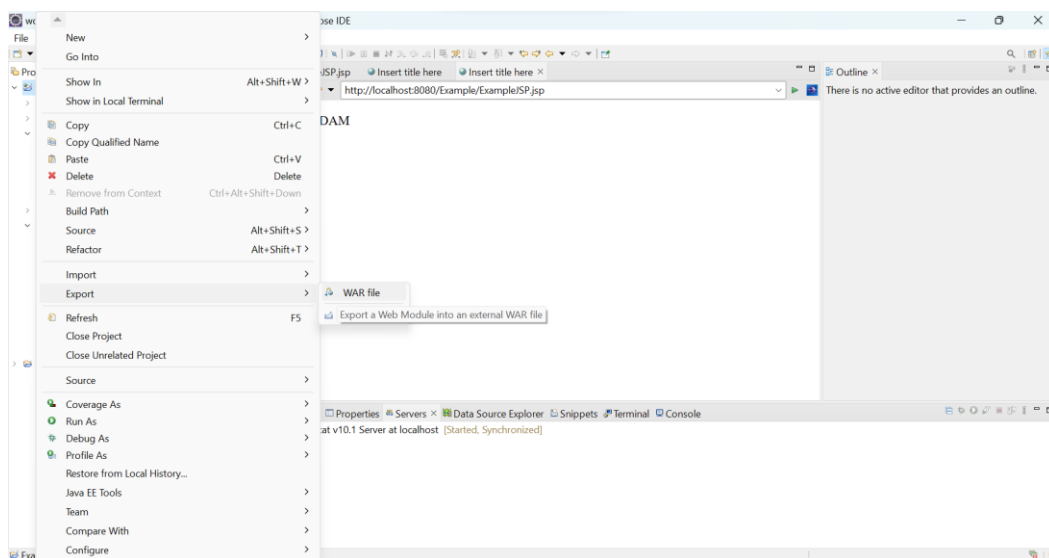 ose IDE
File
New
Go Into
Show In Alt+Shift+W >
Show in Local Terminal >
Copy Ctrl+C
Copy Qualified Name
Paste Ctrl+V
Delete Delete
Remove from Context Ctrl+Alt+Shift+Down
Build Path >
Source Alt+Shift+S >
Refactor Alt+Shift+T >
Import >
Export >
Refresh F5
Close Project
Close Unrelated Project
Source >
Coverage As >
Run As >
Debug As >
Profile As >
Restore from Local History...
Java EE Tools >
Team >
Compare With >
Configure >
WAR file
Export a Web Module into an external WAR file
Pro
JSP.jsp Insert title here Insert title here ×
http://localhost:8080/Example/ExampleJSP.jsp
DAM
Outline ×
There is no active editor that provides an outline.
Properties Servers × Data Source Explorer Snippets Terminal Console
cat v10.1 Server at localhost [Started, Synchronized]
Exa